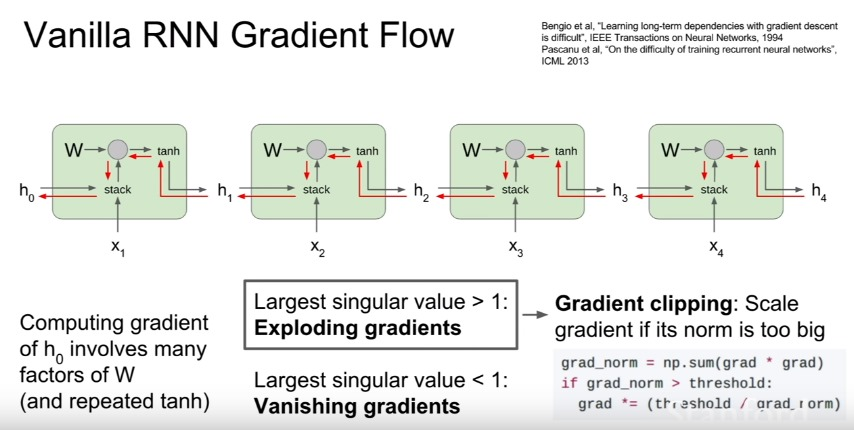 Vanilla RNN Gradient Flow
Bengio et al, "Learning long-term dependencies with gradient descent
is difficult", IEEE Transactions on Neural Networks, 1994
Pascanu et al, "On the difficulty of training recurrent neural networks",
ICML 2013
W tanh W tanh W tanh W tanh
h0 stack h1 stack h2 stack h3 stack h4
x1 x2 x3 x4
Computing gradient
of h0 involves many
factors of W
(and repeated tanh)
Largest singular value > 1:
Exploding gradients
Largest singular value < 1:
Vanishing gradients
Gradient clipping: Scale
gradient if its norm is too big
grad_norm = np.sum(grad * grad)
if grad_norm > threshold:
grad *= (threshold / grad_norm)